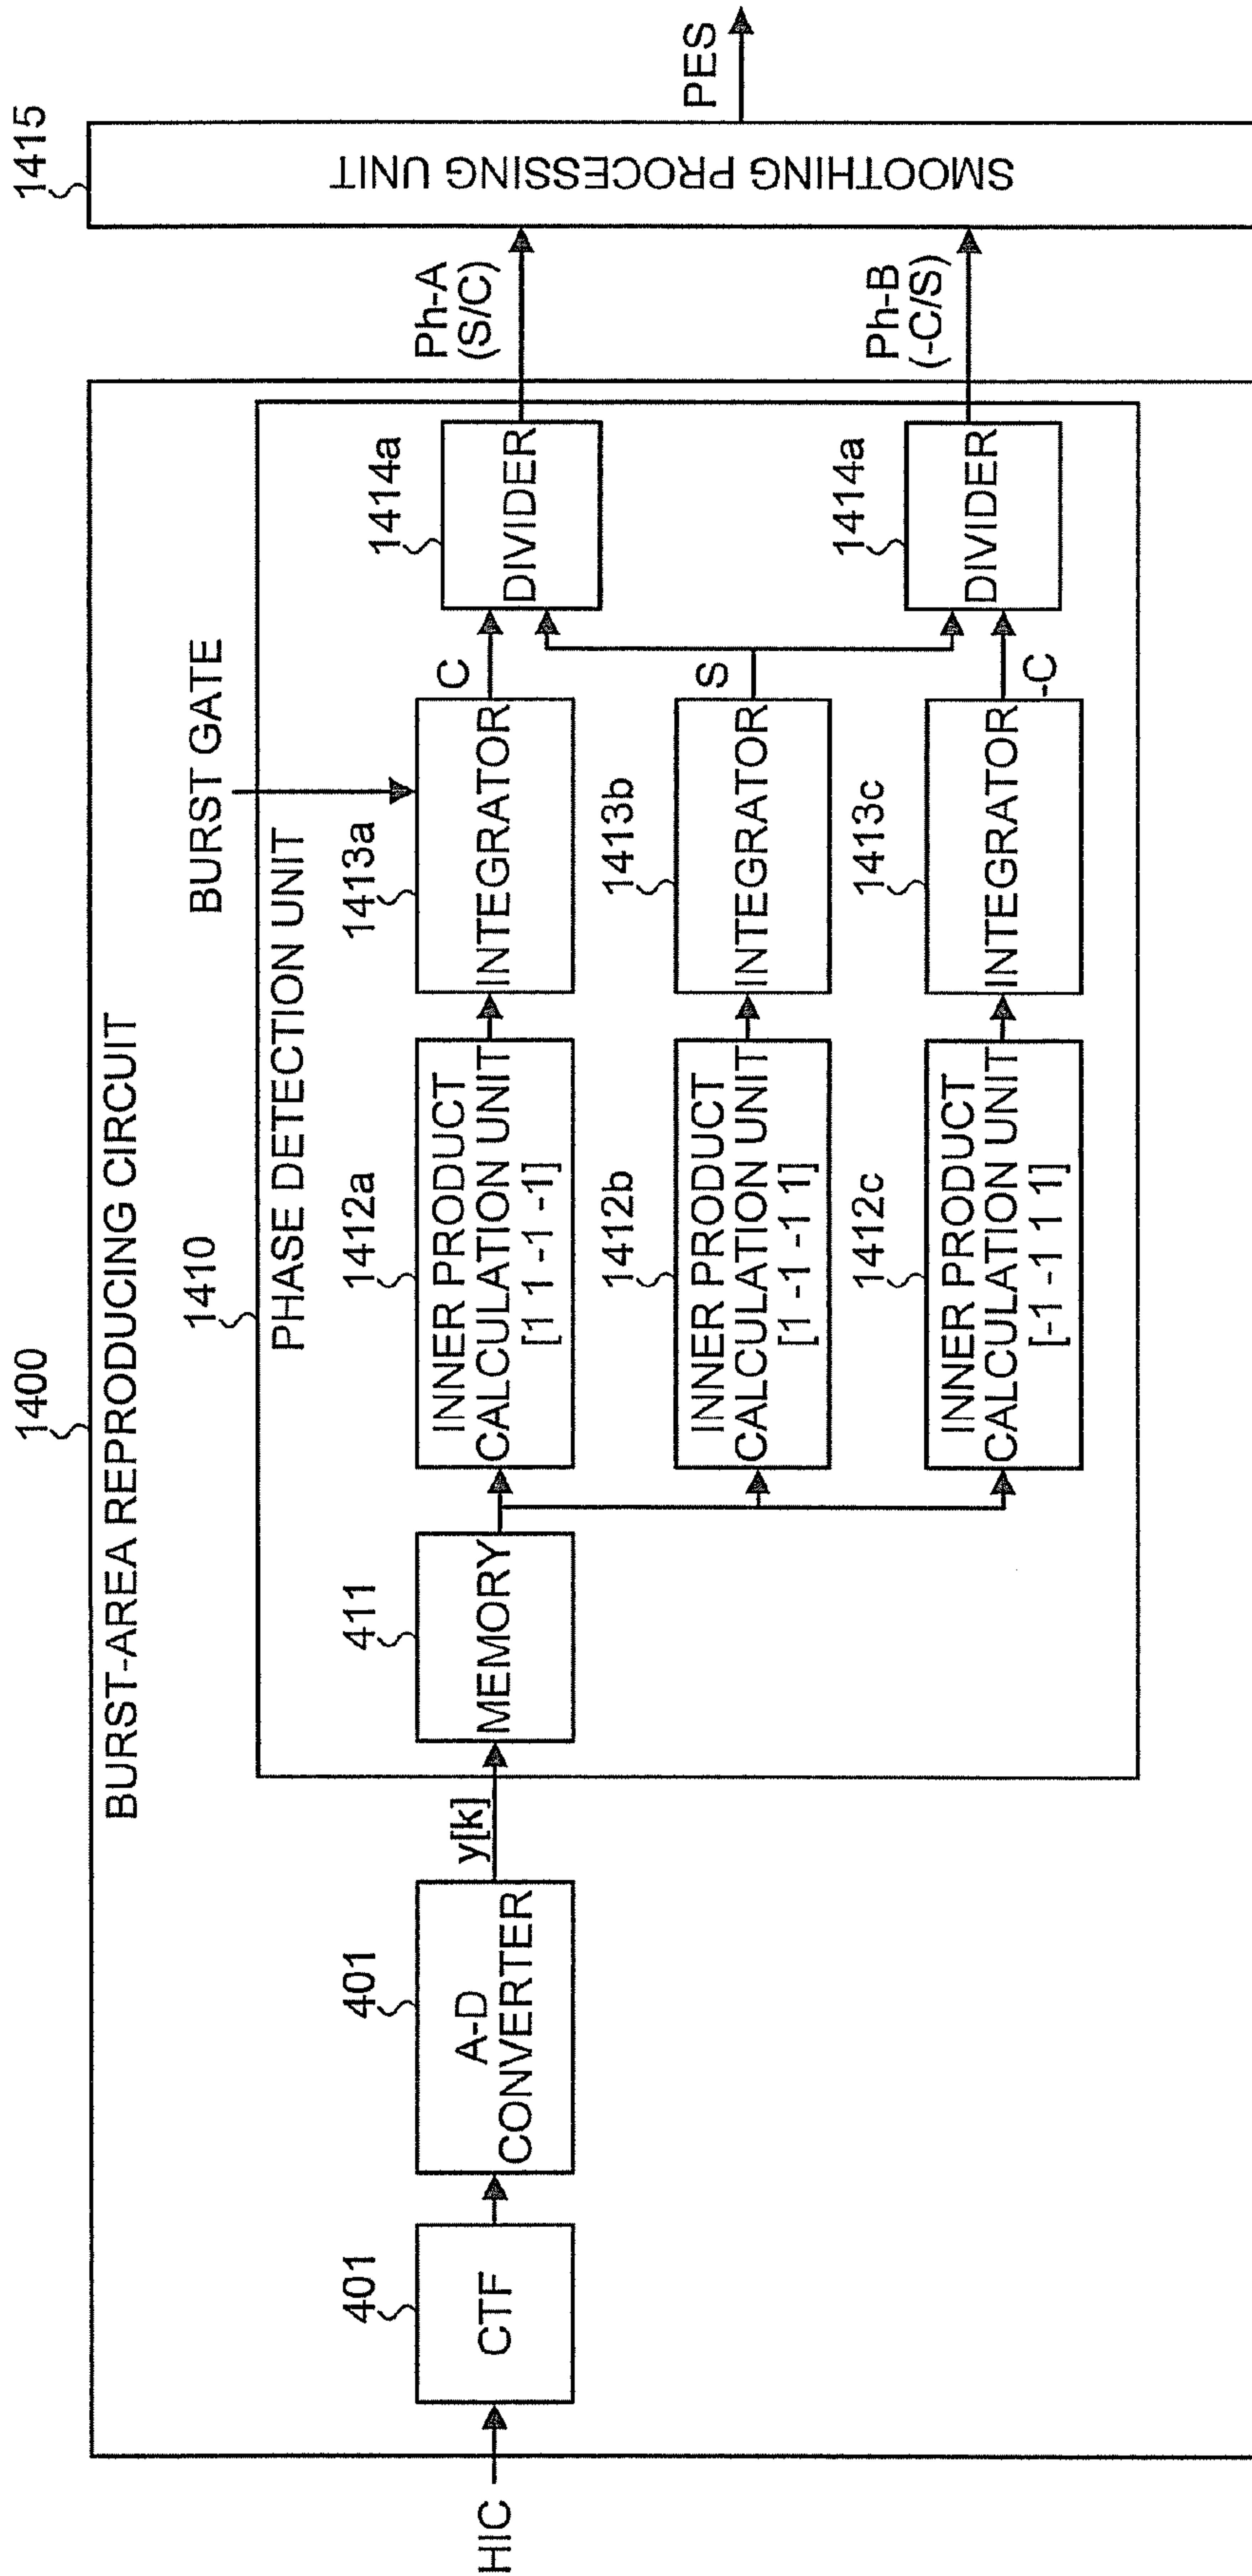 1400
BURST-AREA REPRODUCING CIRCUIT
1410
PHASE DETECTION UNIT
BURST GATE
HIC
401
CTF
401
A-D
CONVERTER
y[k]
411
MEMORY
1412a
INNER PRODUCT
CALCULATION UNIT
[1 1 -1 -1]
1413a
INTEGRATOR
C
1414a
DIVIDER
Ph-A
(S/C)
1412b
INNER PRODUCT
CALCULATION UNIT
[1 -1 -1 1]
1413b
INTEGRATOR
S
1412c
INNER PRODUCT
CALCULATION UNIT
[-1 -1 1 1]
1413c
INTEGRATOR
-C
1414a
DIVIDER
Ph-B
(-C/S)
1415
SMOOTHING PROCESSING UNIT
PES